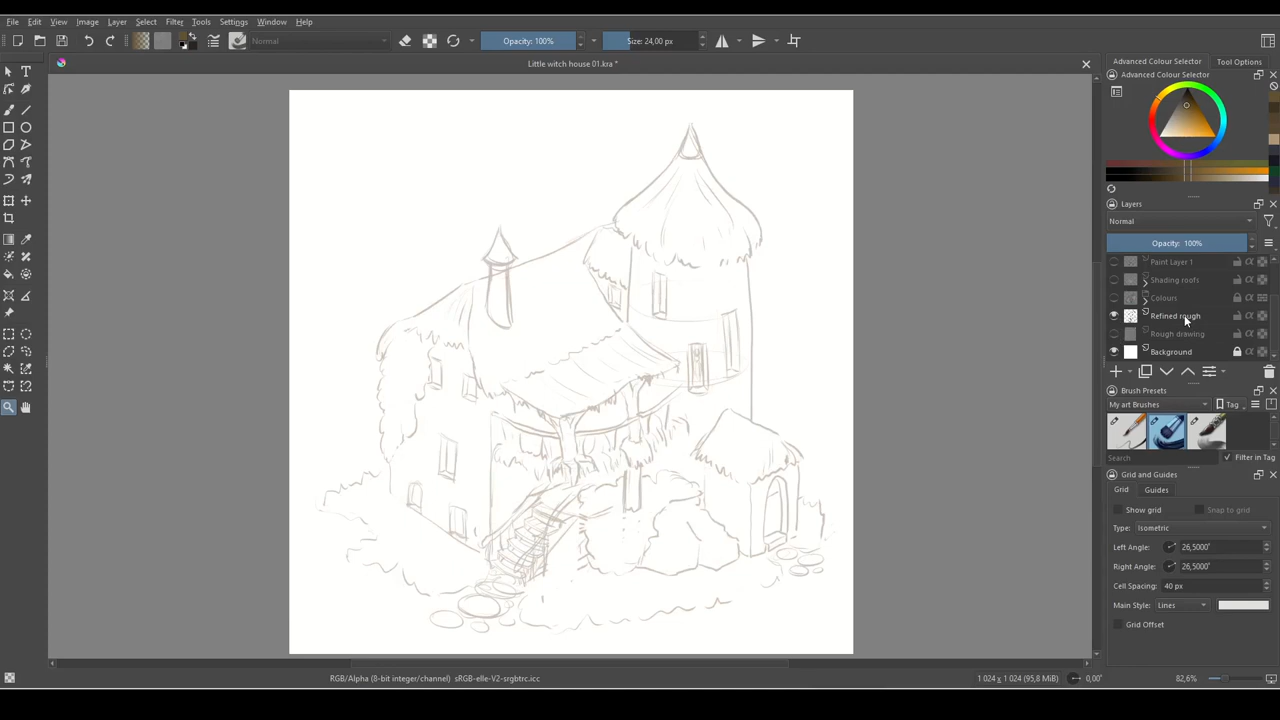 File Edit View Image Layer Select Filter Tools Settings Window Help
Normal Opacity: 100% Size: 24,00 px
Little witch house 01.kra *
Advanced Colour Selector Tool Options
Advanced Colour Selector
Layers
Normal
Opacity: 100%
Paint Layer 1
Shading roofs
Colours
Refined rough
Rough drawing
Background
Brush Presets
My art Brushes Tag
Search Filter in Tag
Grid and Guides
Grid Guides
Show grid Snap to grid
Type: Isometric
Left Angle: 26,5000°
Right Angle: 26,5000°
Cell Spacing: 40 px
Main Style: Lines
Grid Offset
RGB/Alpha (8-bit integer/channel) sRGB-elle-V2-srgbtrc.icc 1 024 x 1 024 (95,8 MiB) 0,00° 82,6%